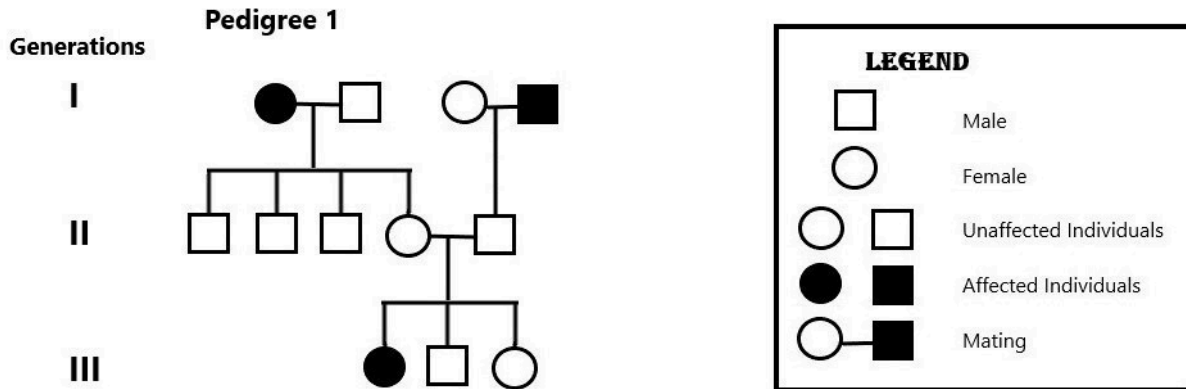 Pedigree 1
Generations
I
II
III
LEGEND
Male
Female
Unaffected Individuals
Affected Individuals
Mating